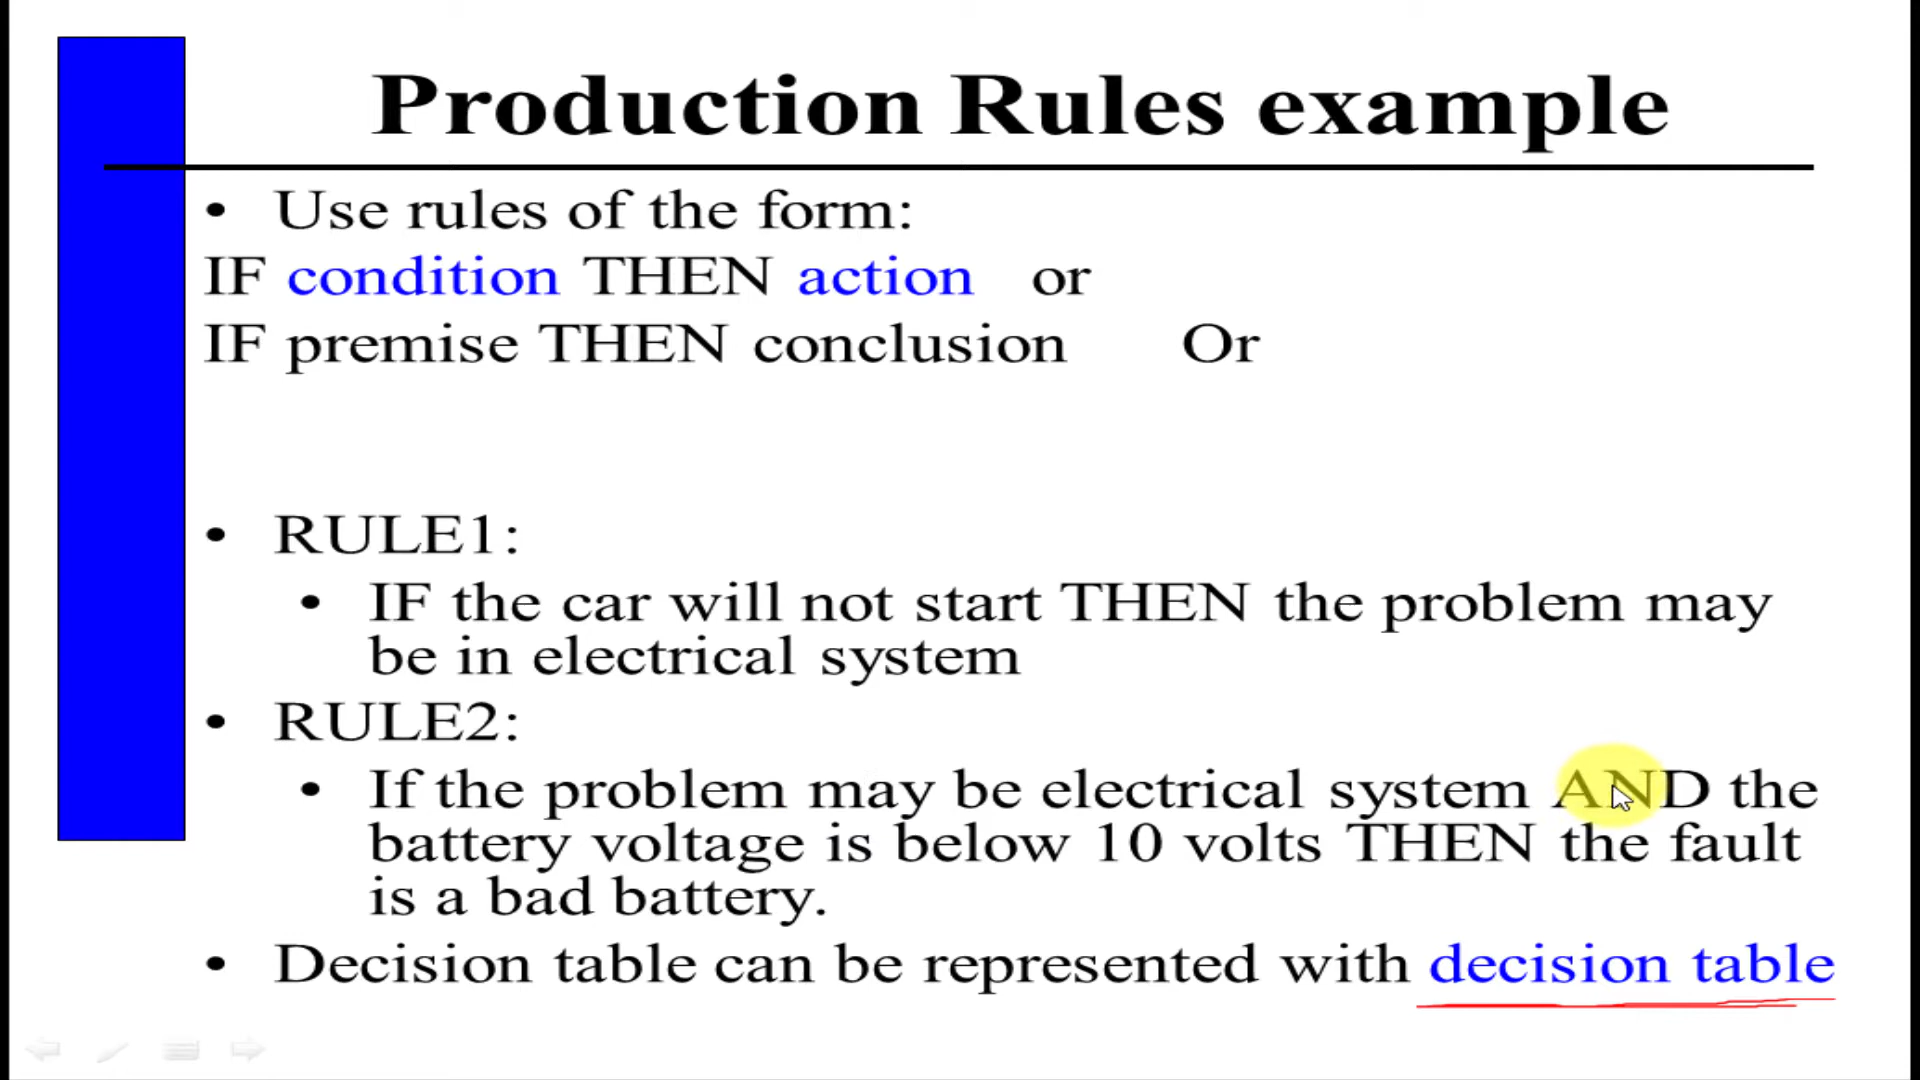 Production Rules example
• Use rules of the form:
IF condition THEN action or
IF premise THEN conclusion Or
• RULE1:
• IF the car will not start THEN the problem may
be in electrical system
• RULE2:
• If the problem may be electrical system AND the
battery voltage is below 10 volts THEN the fault
is a bad battery.
• Decision table can be represented with decision table